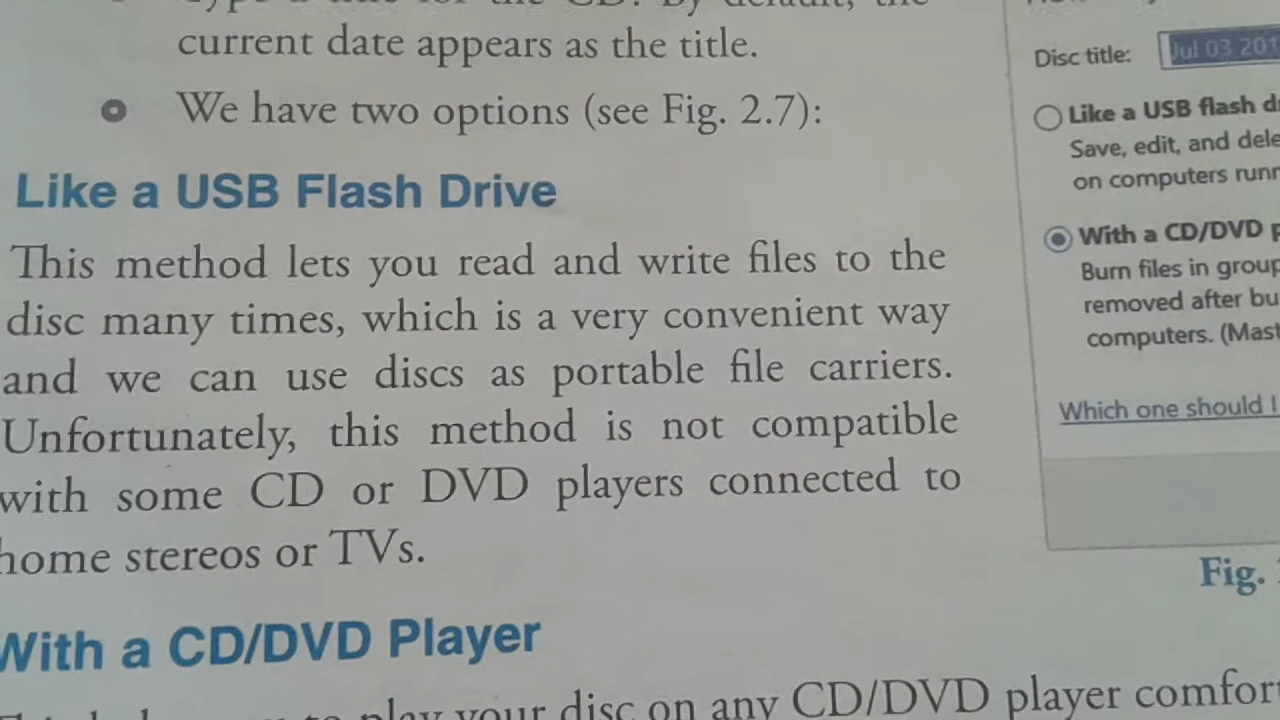 current date appears as the title.
We have two options (see Fig. 2.7):
Like a USB Flash Drive
This method lets you read and write files to the
disc many times, which is a very convenient way
and we can use discs as portable file carriers.
Unfortunately, this method is not compatible
with some CD or DVD players connected to
home stereos or TVs.
With a CD/DVD Player
play your disc on any CD/DVD player
Disc title: Jul 03 201
Like a USB flash
Save, edit, and
on computers
With a CD/DVD
Burn files in
removed after
computers.
Which one should I
Fig.